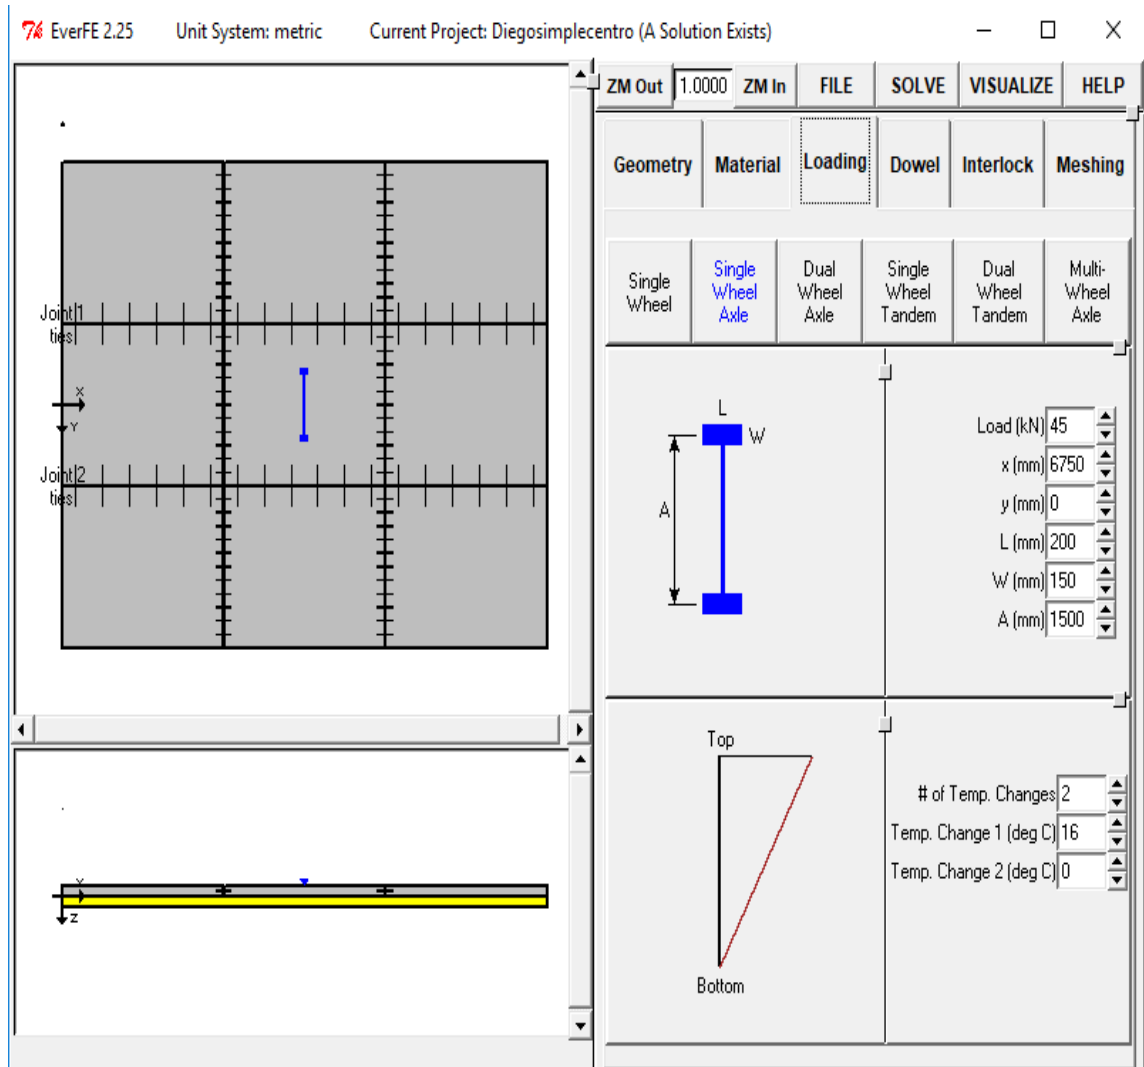 EverFE 2.25 Unit System: metric Current Project: Diegosimplecentro (A Solution Exists)
ZM Out 1.0000 ZM In FILE SOLVE VISUALIZE HELP
Geometry Material Loading Dowel Interlock Meshing
Single Wheel
Single Wheel Axle
Dual Wheel Axle
Single Wheel Tandem
Dual Wheel Tandem
Multi-Wheel Axle
Joint 1
ties
X
Y
Joint 2
ties
L
W
A
Load (kN) 45
x (mm) 6750
y (mm) 0
L (mm) 200
W (mm) 150
A (mm) 1500
X
Z
Top
Bottom
# of Temp. Changes 2
Temp. Change 1 (deg C) 16
Temp. Change 2 (deg C) 0